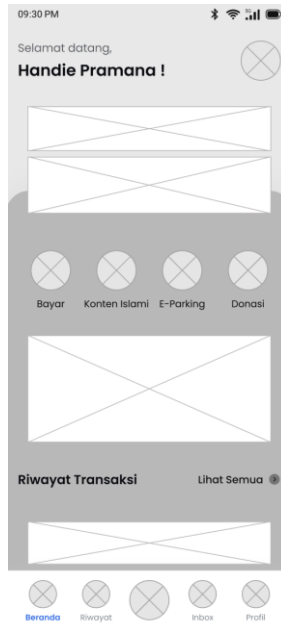 09:30 PM
Selamat datang,
Handie Pramana !
Bayar Konten Islami E-Parking Donasi
Riwayat Transaksi Lihat Semua
Beranda Riwayat Inbox Profil